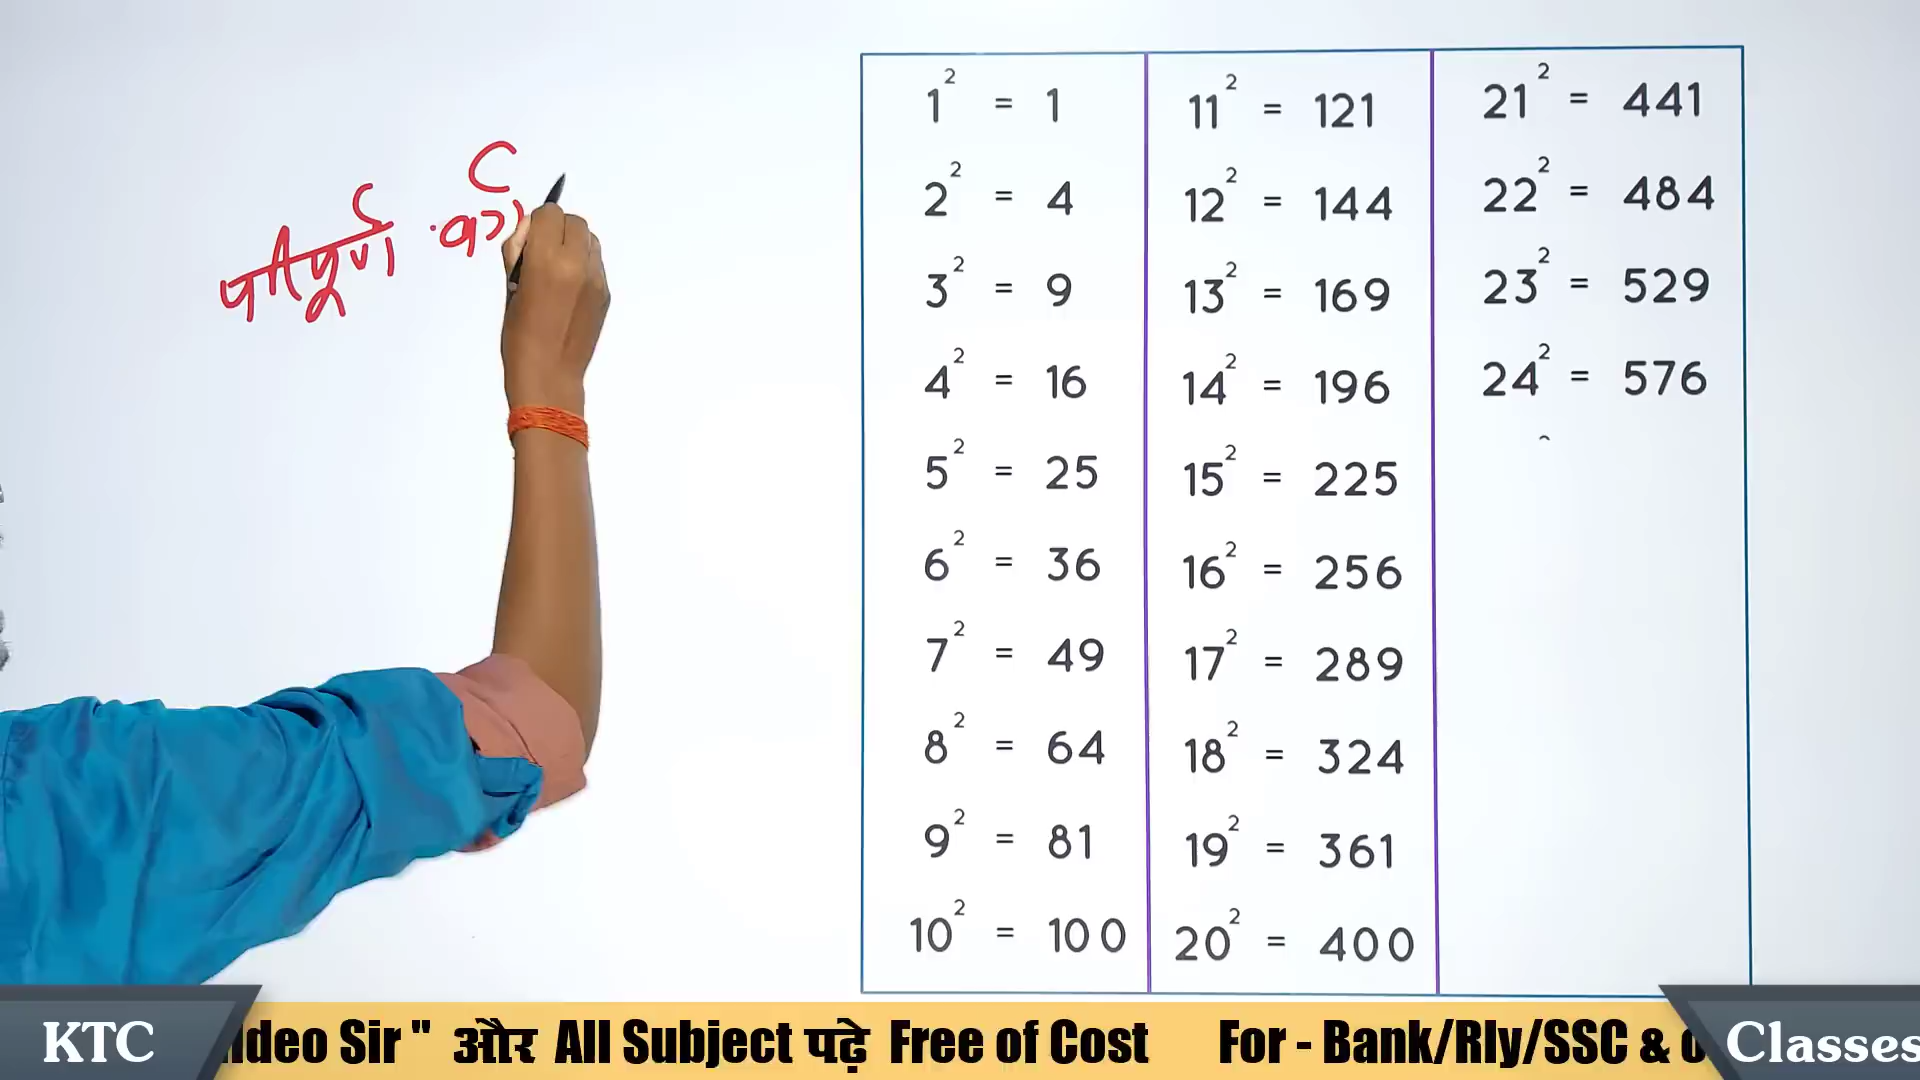 परीपूर्ण
1² = 1
2² = 4
3² = 9
4² = 16
5² = 25
6² = 36
7² = 49
8² = 64
9² = 81
10² = 100
11² = 121
12² = 144
13² = 169
14² = 196
15² = 225
16² = 256
17² = 289
18² = 324
19² = 361
20² = 400
21² = 441
22² = 484
23² = 529
24² = 576
KTC
Sir " और All Subject पढ़े Free of Cost For - Bank/Rly/SSC &
Classes